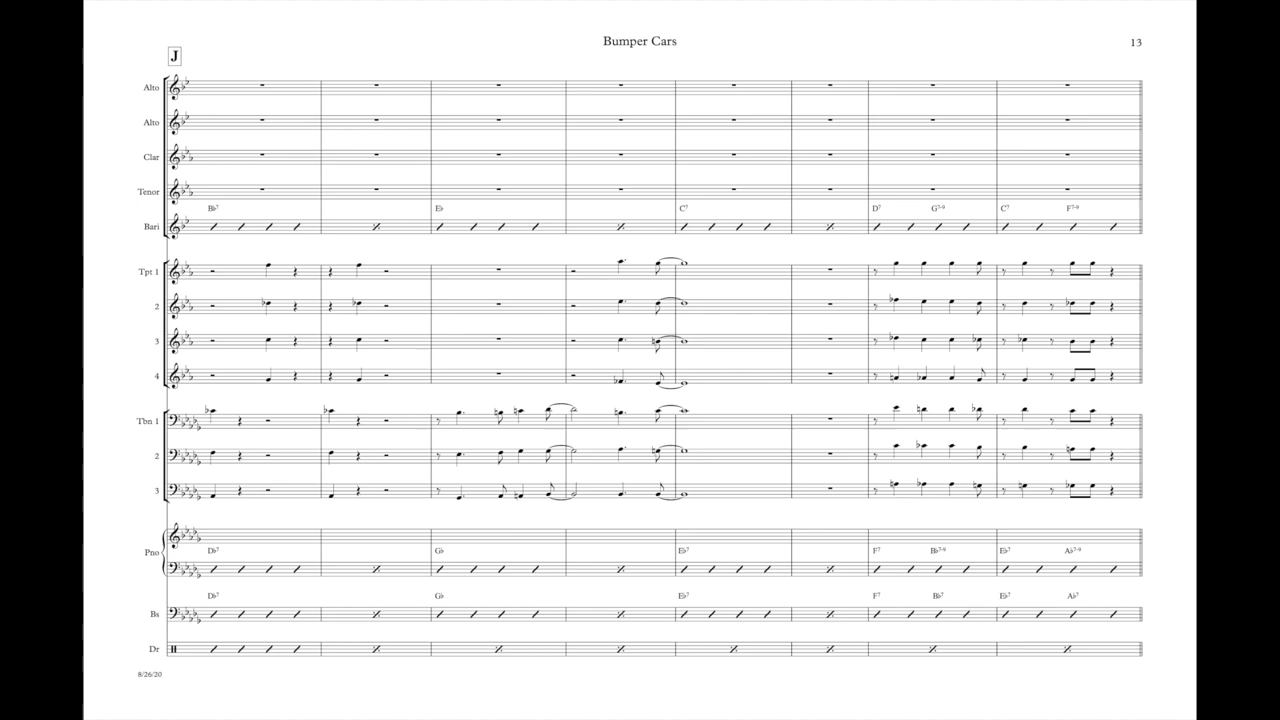 Bumper Cars
13
J
Alto
Alto
Clar
Tenor
B♭7 E♭ C7 D7 G7-9 C7 F7-9
Bari
Tpt 1
2
3
4
Tbn 1
2
3
Pno
D♭7 G♭ E♭7 F7 B♭7-9 E♭7 A♭7-9
D♭7 G♭ E♭7 F7 B♭7 E♭7 A♭7
Bs
Dr
8/26/20